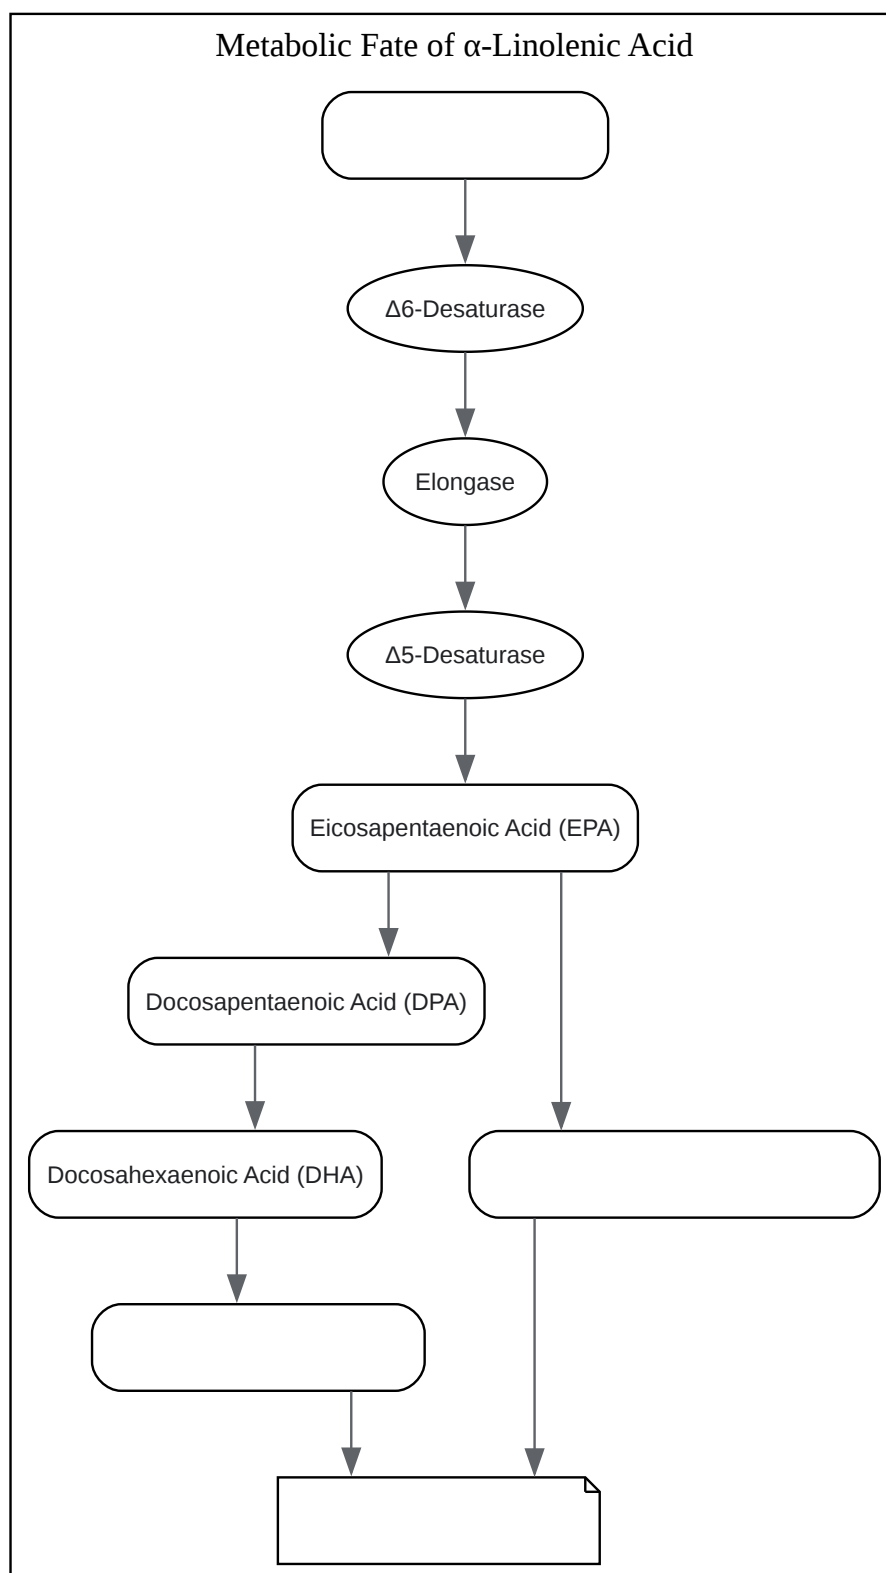 Metabolic Fate of α-Linolenic Acid
Δ6-Desaturase
Elongase
Δ5-Desaturase
Eicosapentaenoic Acid (EPA)
Docosapentaenoic Acid (DPA)
Docosahexaenoic Acid (DHA)